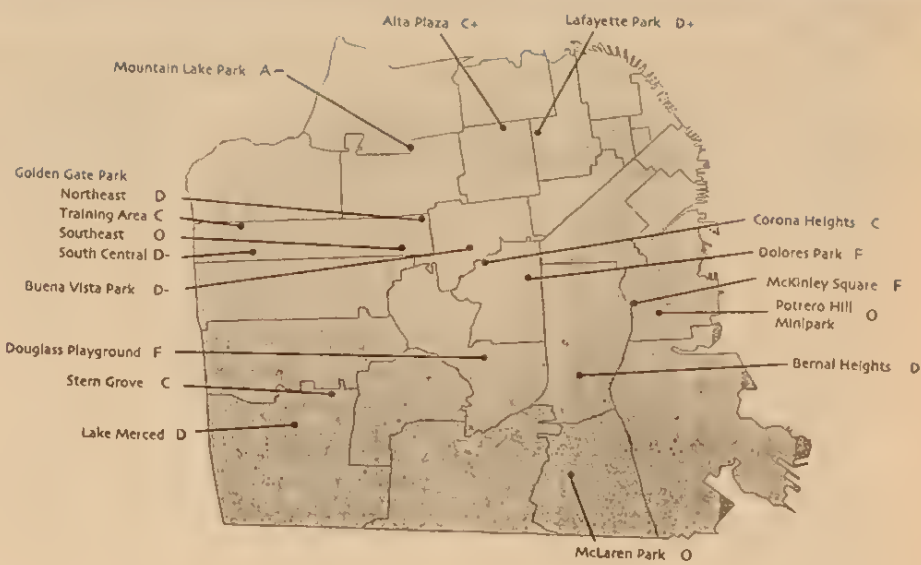 Alta Plaza C+
Lafayette Park D+
Mountain Lake Park A-
Golden Gate Park
Northeast D
Training Area C
Southeast O
South Central D-
Buena Vista Park D-
Corona Heights C
Dolores Park F
McKinley Square F
Potrero Hill O
Minipark
Douglass Playground F
Stern Grove C
Bernal Heights D
Lake Merced D
McLaren Park O